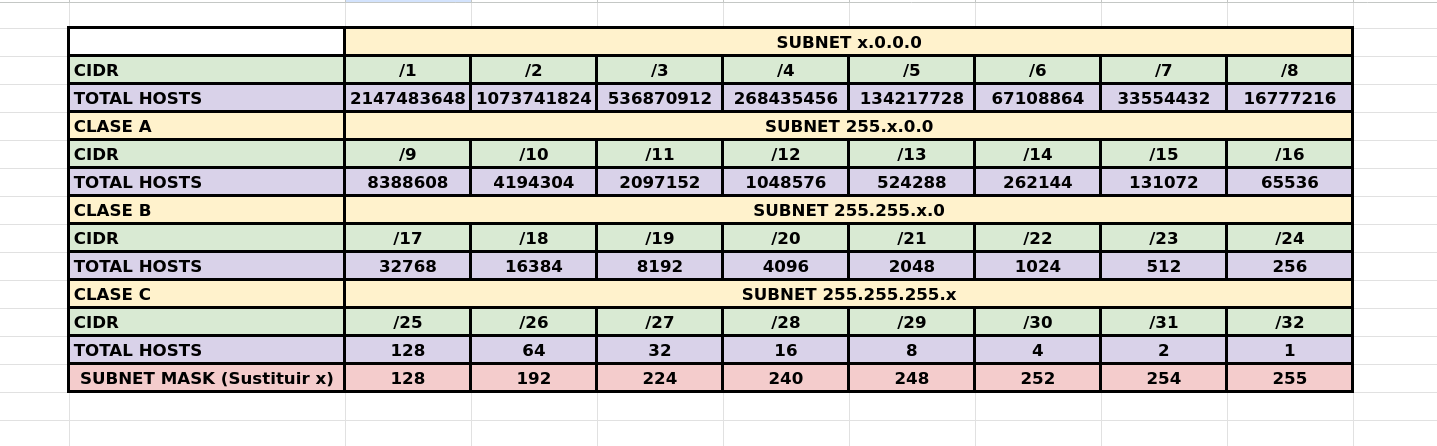 SUBNET x.0.0.0
CIDR /1 /2 /3 /4 /5 /6 /7 /8
TOTAL HOSTS 2147483648 1073741824 536870912 268435456 134217728 67108864 33554432 16777216
CLASE A SUBNET 255.x.0.0
CIDR /9 /10 /11 /12 /13 /14 /15 /16
TOTAL HOSTS 8388608 4194304 2097152 1048576 524288 262144 131072 65536
CLASE B SUBNET 255.255.x.0
CIDR /17 /18 /19 /20 /21 /22 /23 /24
TOTAL HOSTS 32768 16384 8192 4096 2048 1024 512 256
CLASE C SUBNET 255.255.255.x
CIDR /25 /26 /27 /28 /29 /30 /31 /32
TOTAL HOSTS 128 64 32 16 8 4 2 1
SUBNET MASK (Sustituir x) 128 192 224 240 248 252 254 255